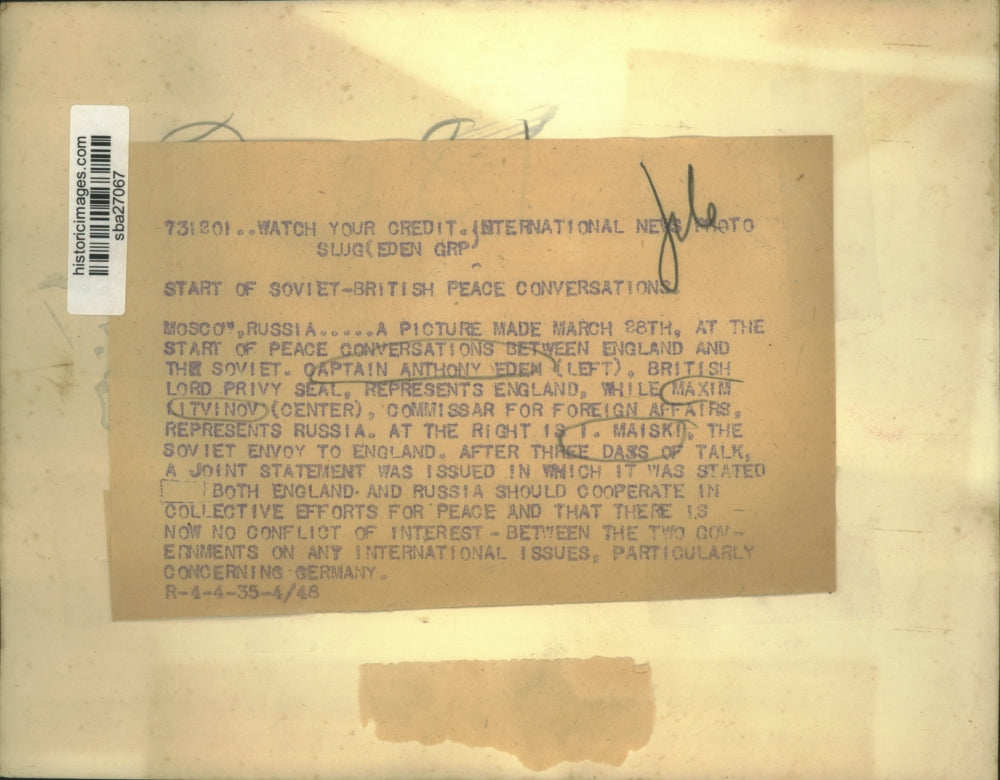 historicimages.com
sba27067
731201..WATCH YOUR CREDIT.INTERNATIONAL NEWS PHOTO
SLUG(EDEN GRP)
START OF SOVIET-BRITISH PEACE CONVERSATIONS
MOSCOW,RUSSIA.....A PICTURE MADE MARCH 28TH, AT THE
START OF PEACE CONVERSATIONS BETWEEN ENGLAND AND
THE SOVIET. CAPTAIN ANTHONY EDEN (LEFT), BRITISH
LORD PRIVY SEAL, REPRESENTS ENGLAND, WHILE MAXIM
LITVINOV (CENTER), COMMISSAR FOR FOREIGN AFFAIRS,
REPRESENTS RUSSIA. AT THE RIGHT IS I. MAISKI, THE
SOVIET ENVOY TO ENGLAND. AFTER THREE DAYS OF TALK,
A JOINT STATEMENT WAS ISSUED IN WHICH IT WAS STATED
BOTH ENGLAND AND RUSSIA SHOULD COOPERATE IN
COLLECTIVE EFFORTS FOR PEACE AND THAT THERE IS
NOW NO CONFLICT OF INTEREST - BETWEEN THE TWO GOV-
ERNMENTS ON ANY INTERNATIONAL ISSUES, PARTICULARLY
CONCERNING GERMANY.
R-4-4-35-4/48